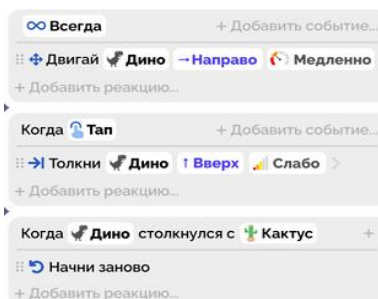 Всегда + Добавить событие...
Двигай Дино → Направо Медленно
+ Добавить реакцию...
Когда Тап + Добавить событие...
Толкни Дино ↑ Вверх Слабо
+ Добавить реакцию...
Когда Дино столкнулся с Кактус +
Начни заново
+ Добавить реакцию...